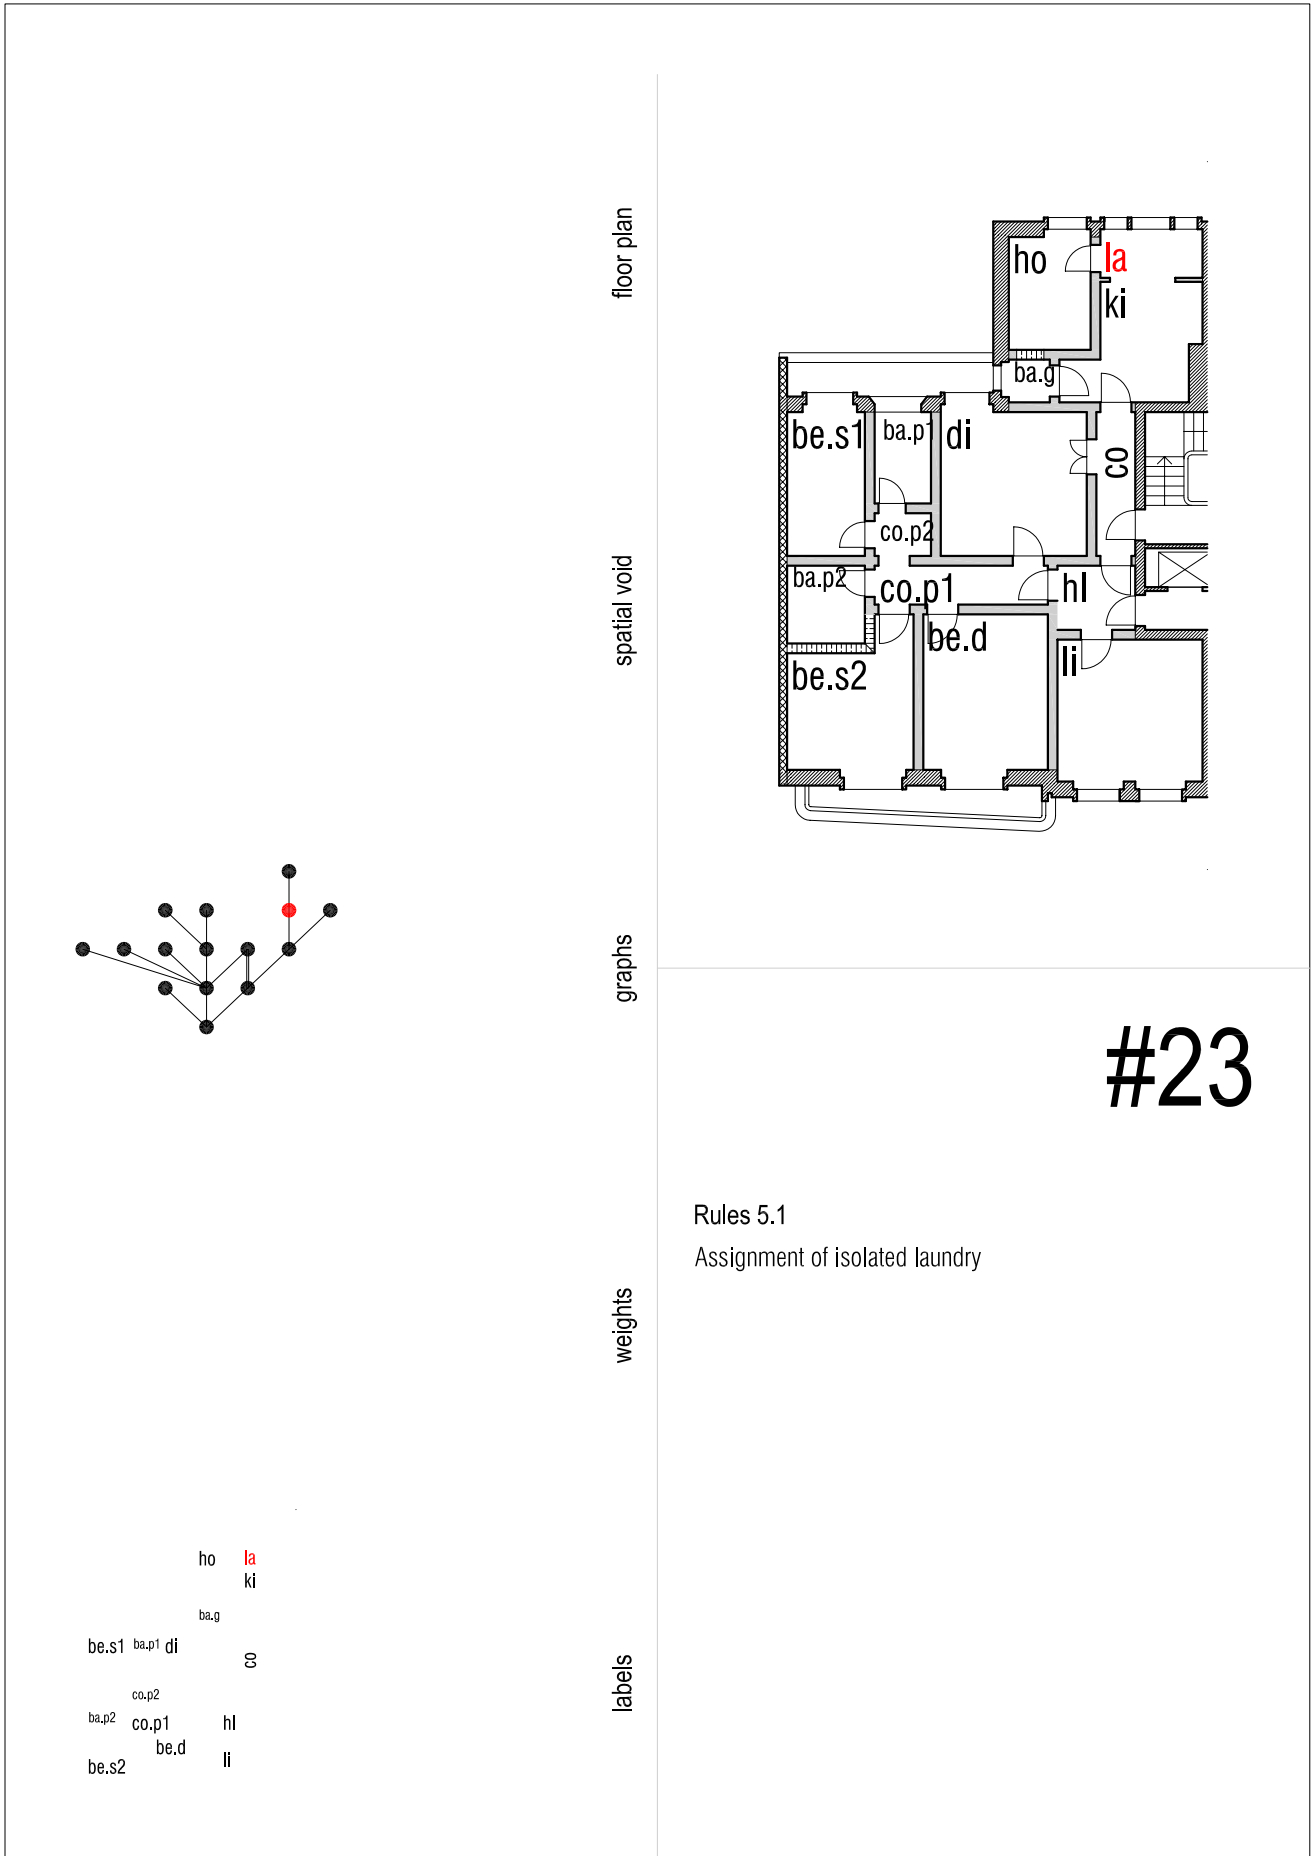 floor plan
spatial void
graphs
weights
labels
ho
la
ki
ba.g
be.s1
ba.p1
di
co
co.p2
ba.p2
co.p1
hl
be.d
li
be.s2
#23
Rules 5.1
Assignment of isolated laundry
ho la
ki
ba.g
be.s1 ba.p1 di
co
co.p2
ba.p2 co.p1 hl
be.d
be.s2 li